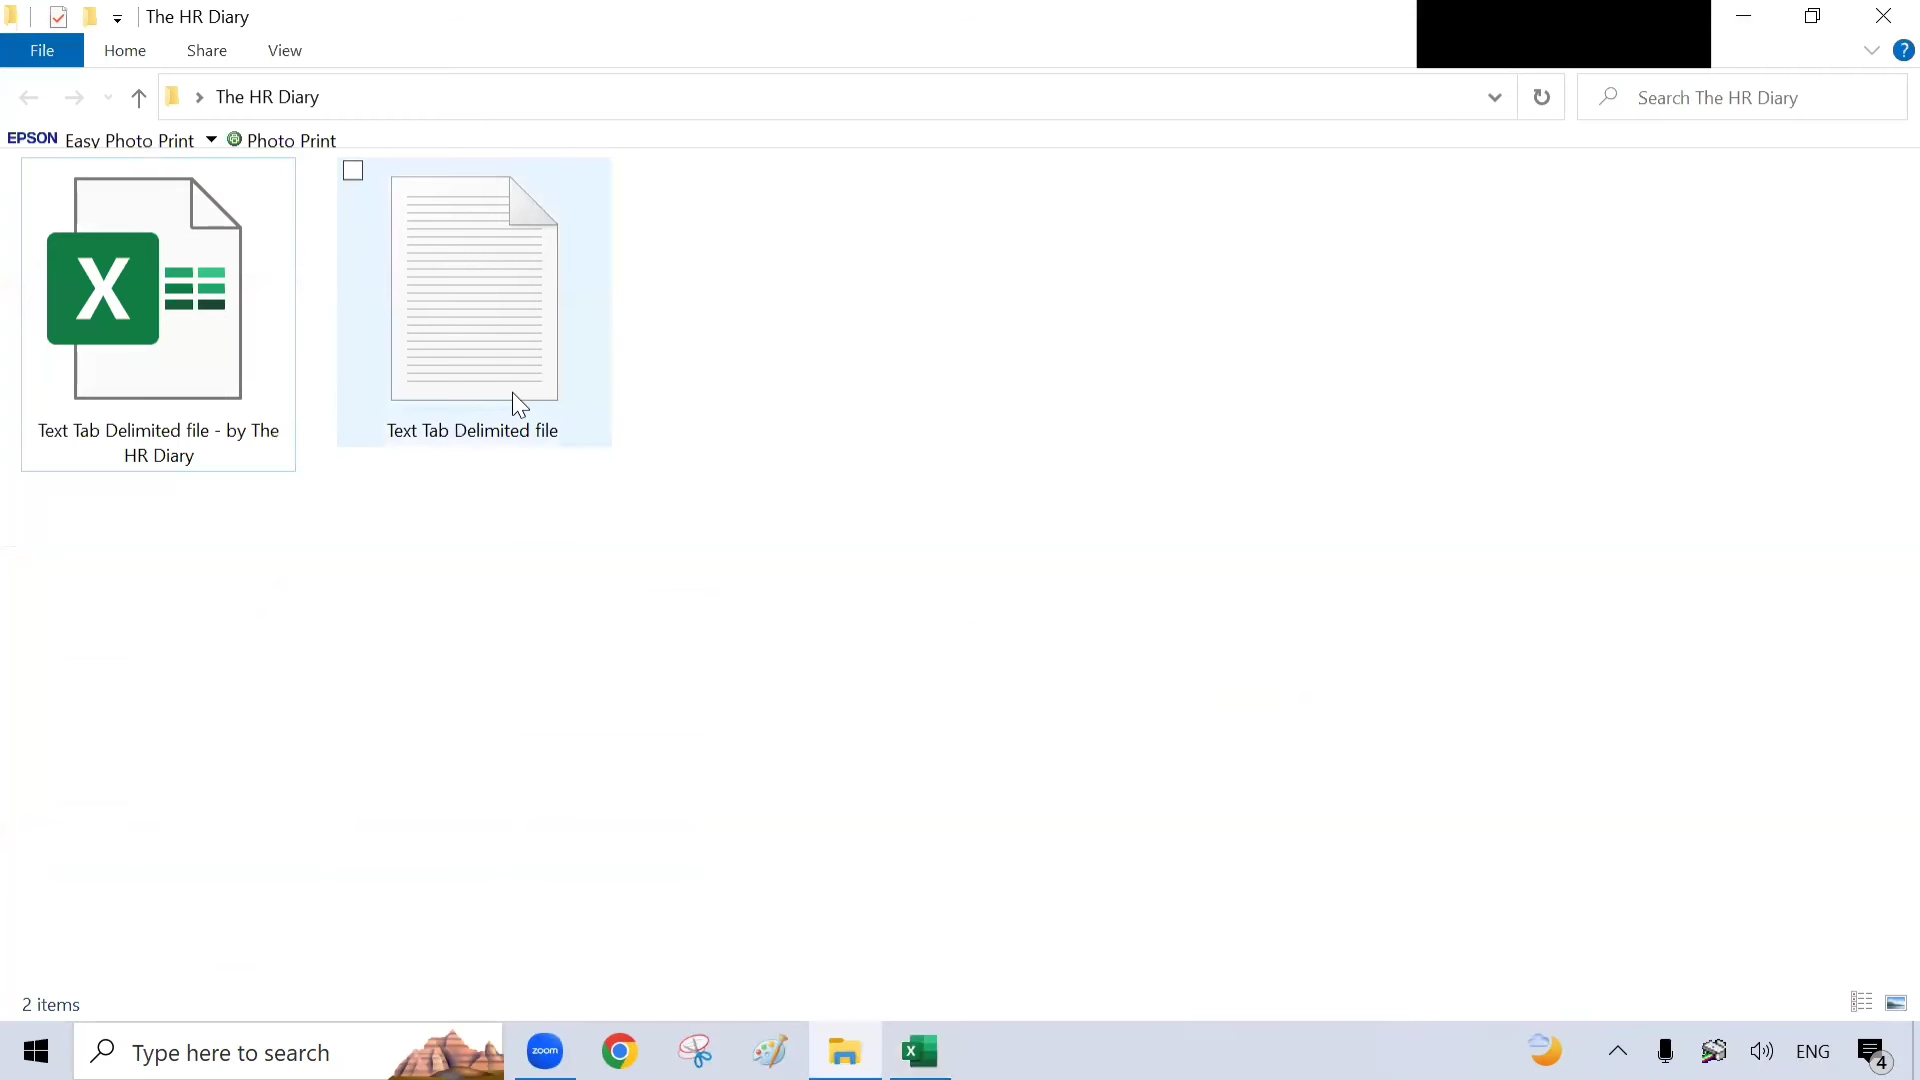 The HR Diary
File Home Share View
?
The HR Diary
Search The HR Diary
EPSON Easy Photo Print Photo Print
X
Text Tab Delimited file - by The
HR Diary
Text Tab Delimited file
2 items
Type here to search
zoom
X
ENG
4